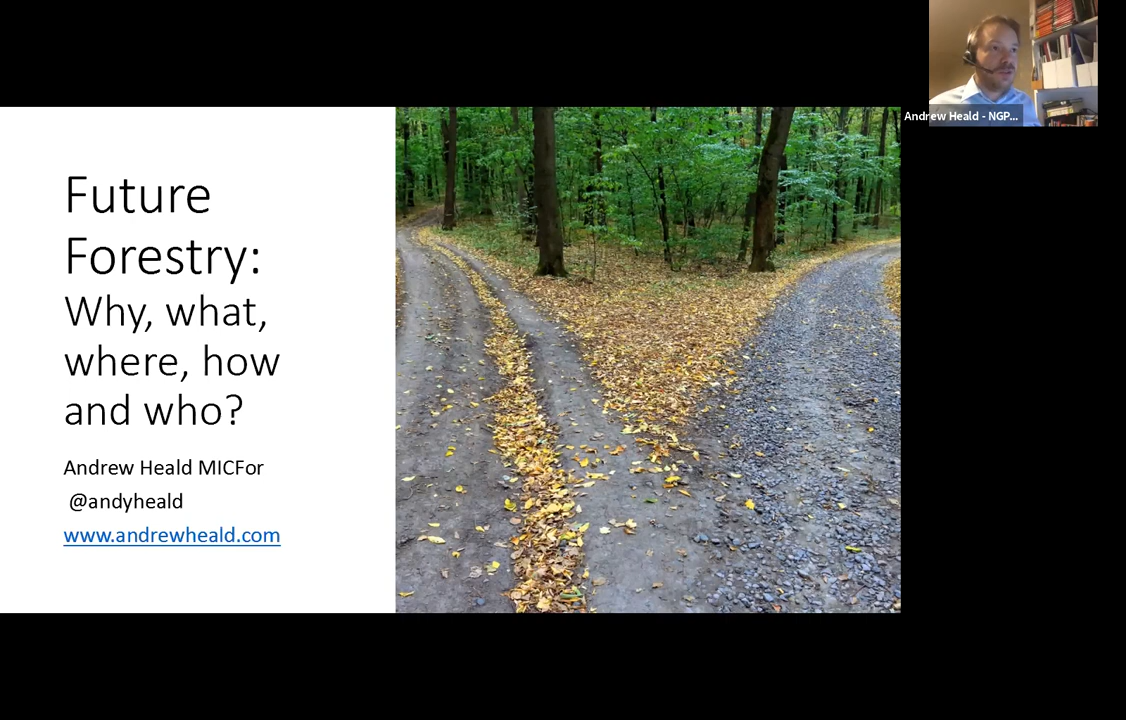 Future
Forestry:
Why, what,
where, how
and who?
Andrew Heald MICFor
@andyheald
www.andrewheald.com
Andrew Heald - NGP...